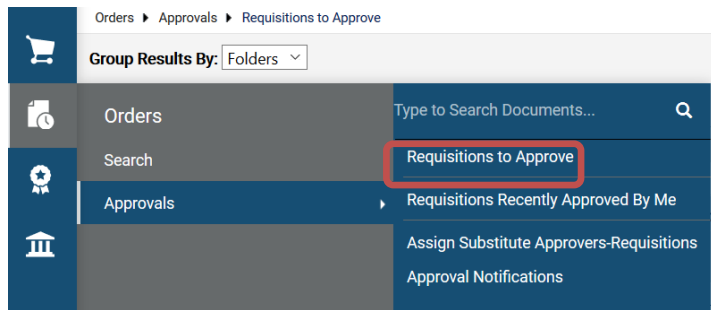 Orders Approvals Requisitions to Approve
Group Results By: Folders
Orders
Type to Search Documents...
Search
Requisitions to Approve
Approvals
Requisitions Recently Approved By Me
Assign Substitute Approvers-Requisitions
Approval Notifications